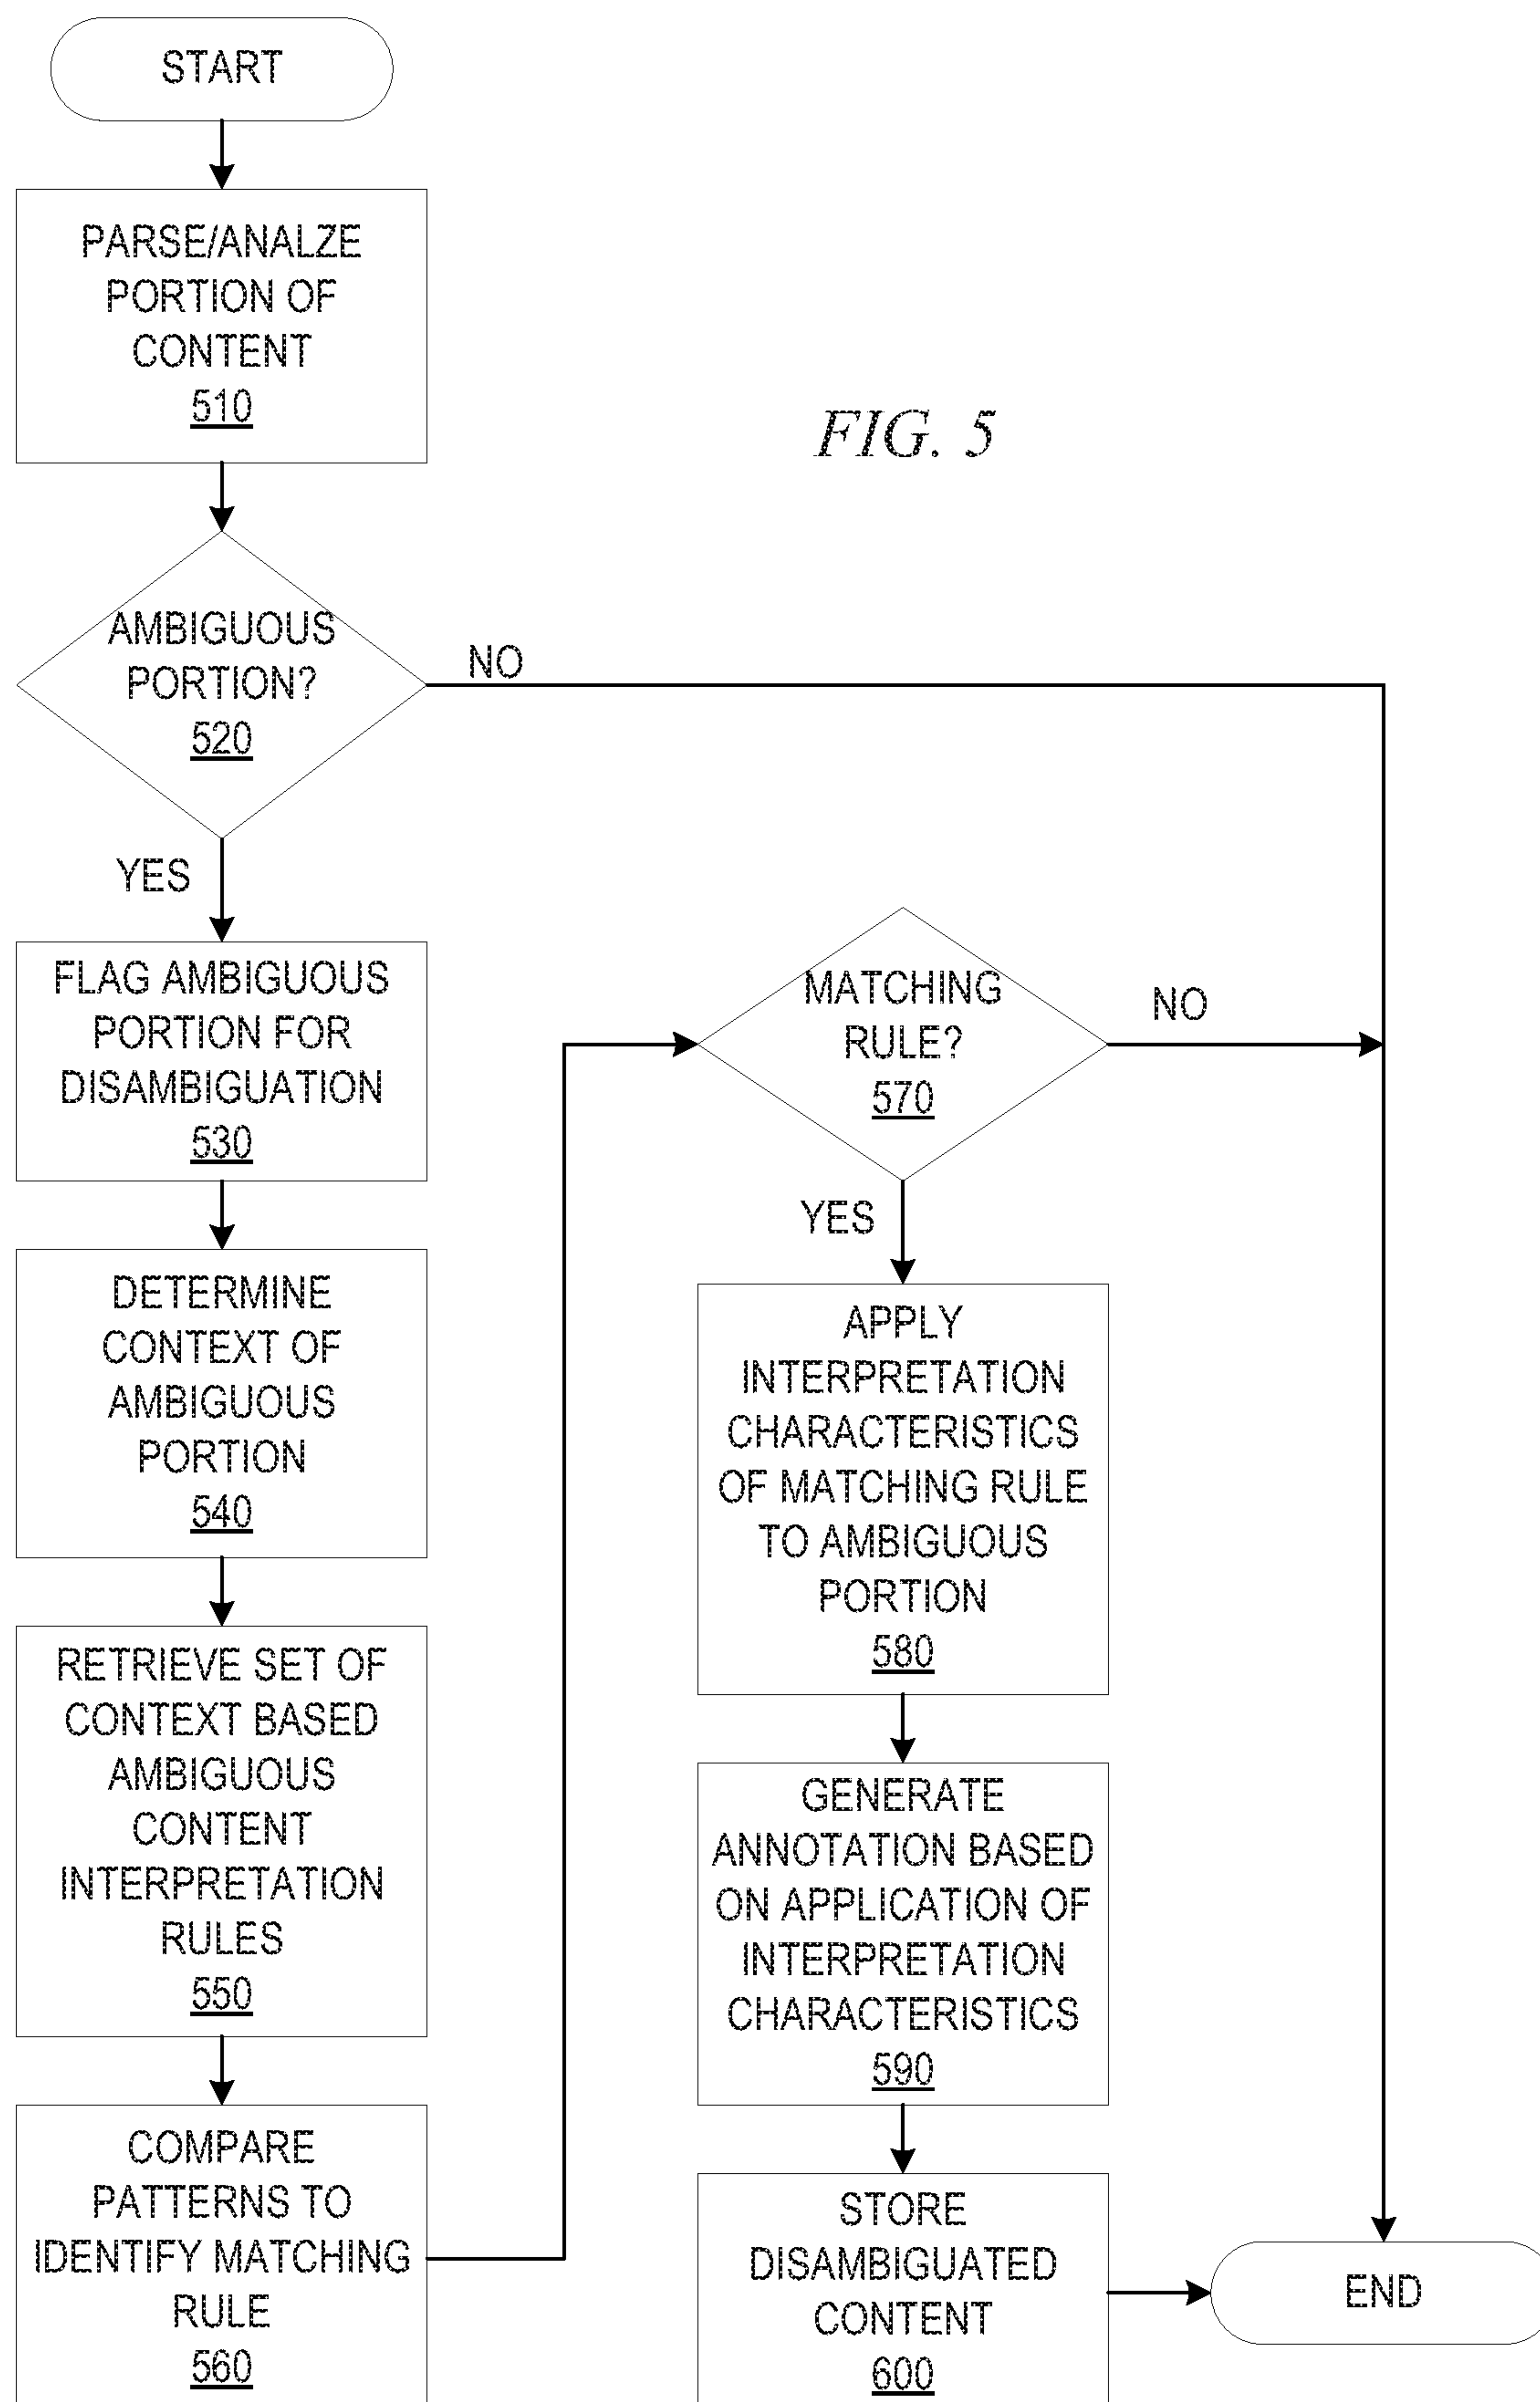 START
PARSE/ANALZE
PORTION OF
CONTENT
510
FIG. 5
AMBIGUOUS
PORTION?
520
NO
YES
FLAG AMBIGUOUS
PORTION FOR
DISAMBIGUATION
530
DETERMINE
CONTEXT OF
AMBIGUOUS
PORTION
540
RETRIEVE SET OF
CONTEXT BASED
AMBIGUOUS
CONTENT
INTERPRETATION
RULES
550
COMPARE
PATTERNS TO
IDENTIFY MATCHING
RULE
560
MATCHING
RULE?
570
NO
YES
APPLY
INTERPRETATION
CHARACTERISTICS
OF MATCHING RULE
TO AMBIGUOUS
PORTION
580
GENERATE
ANNOTATION BASED
ON APPLICATION OF
INTERPRETATION
CHARACTERISTICS
590
STORE
DISAMBIGUATED
CONTENT
600
END